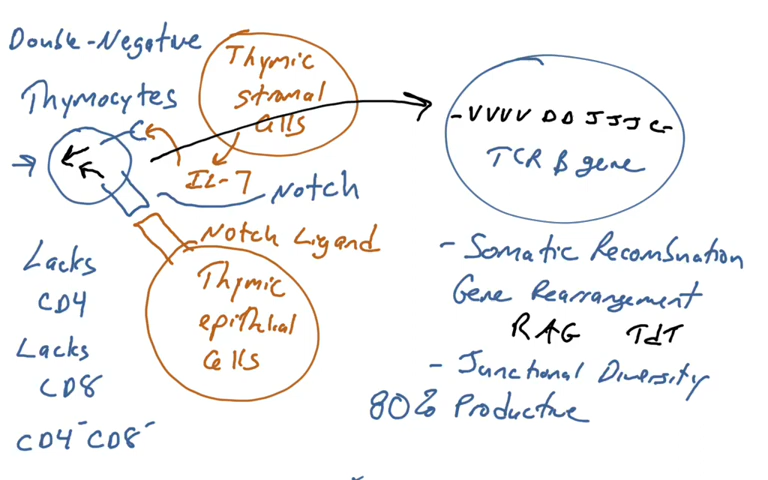 Double-Negative
Thymocytes
Thymic
stromal
Cells
IL-7
Notch
Notch Ligand
Thymic
epithelial
Cells
Lacks
CD4
Lacks
CD8
CD4⁻CD8⁻
-VVVV DD JJJJ C-
TCR B gene
- Somatic Recombination
Gene Rearrangement
RAG TdT
- Junctional Diversity
80% Productive